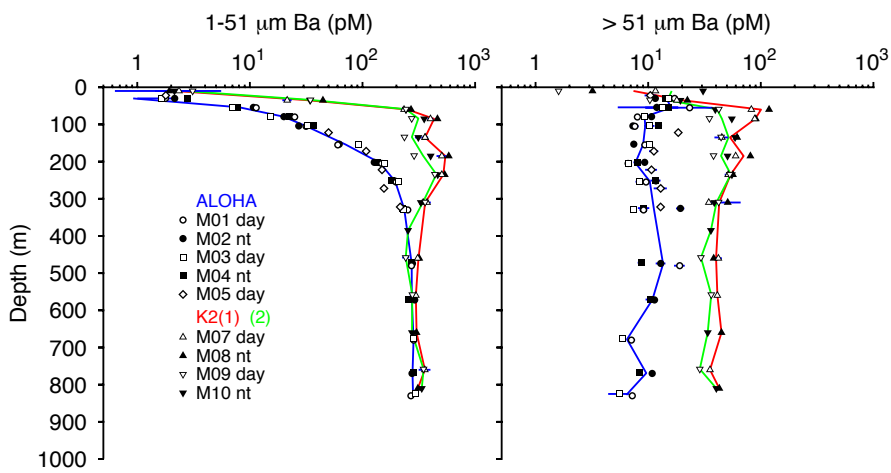 1-51 μm Ba (pM)
> 51 μm Ba (pM)
1 10¹ 10² 10³
1 10¹ 10² 10³
0
100
200
300
400
500
600
700
800
900
1000
Depth (m)
ALOHA
M01 day
M02 nt
M03 day
M04 nt
M05 day
K2(1) (2)
M07 day
M08 nt
M09 day
M10 nt